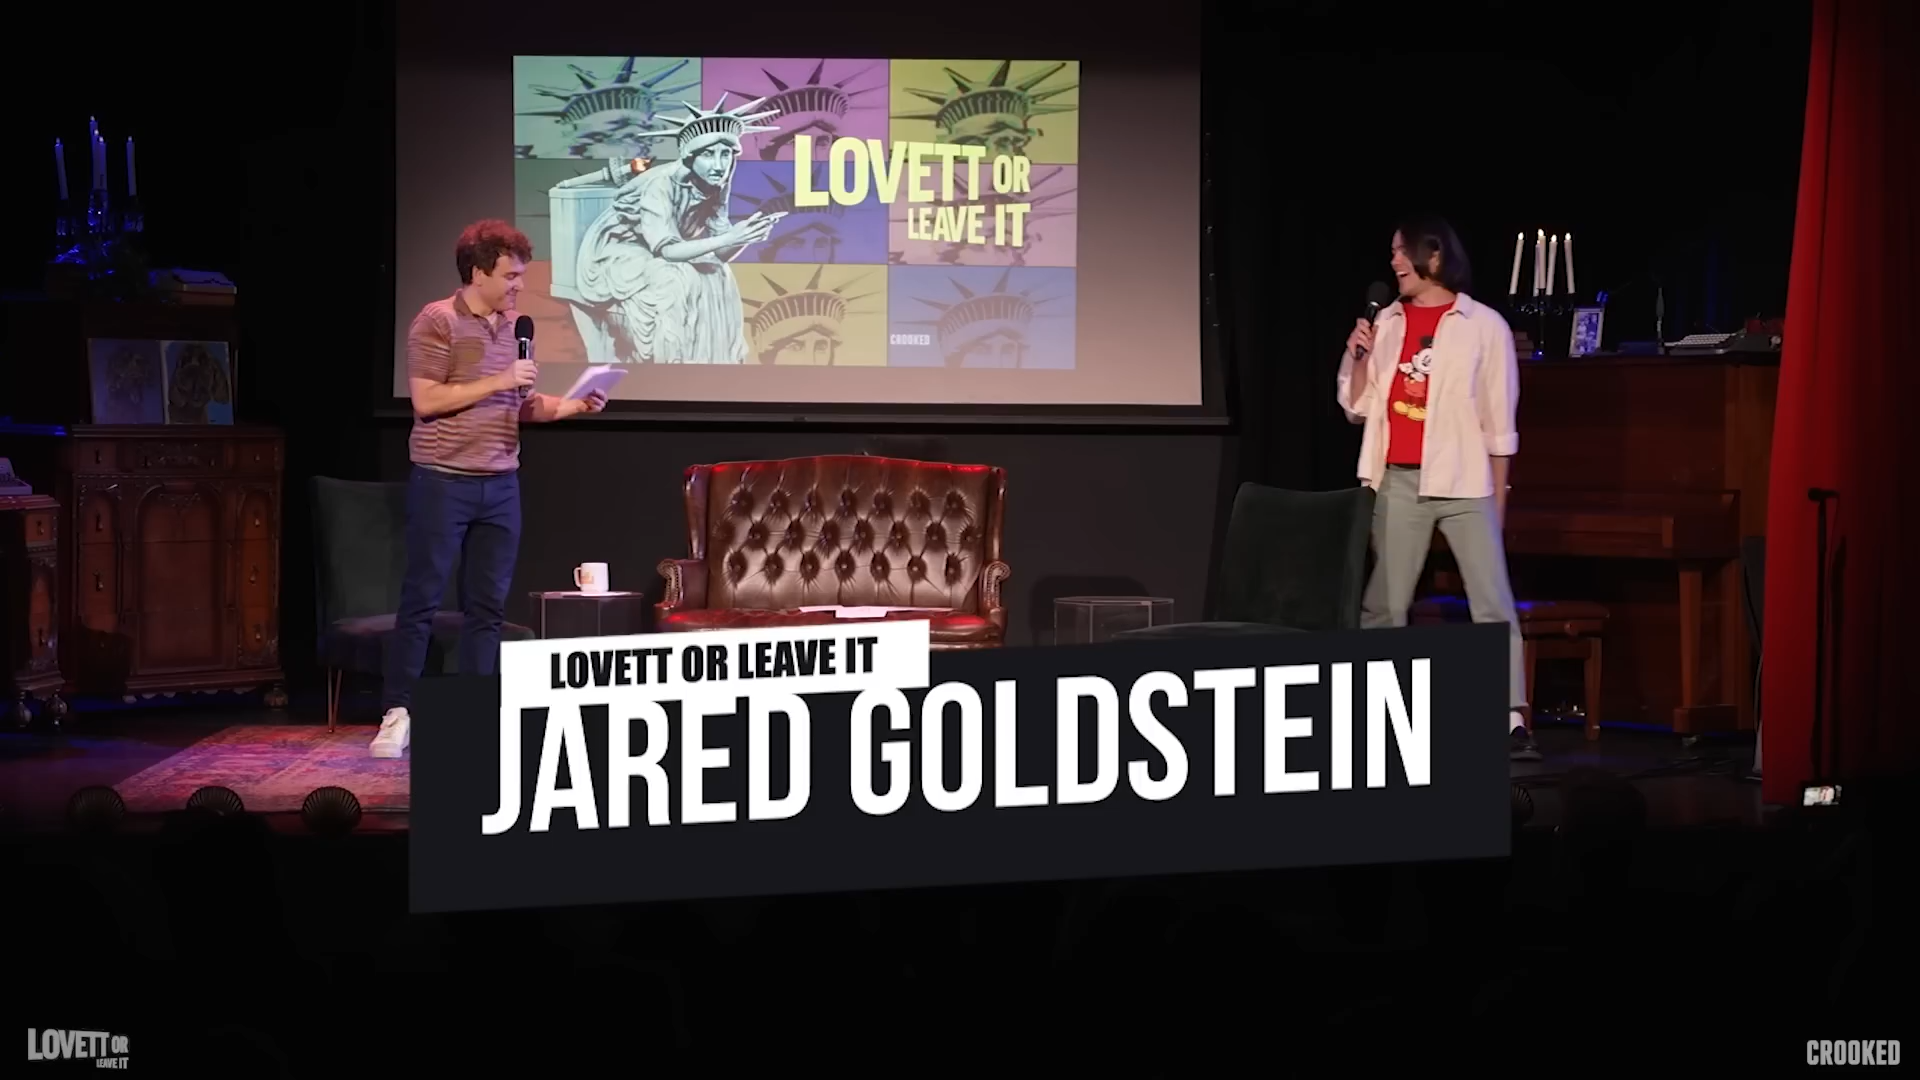 LOVETT OR
LEAVE IT
CROOKED
LOVETT OR LEAVE IT
JARED GOLDSTEIN
LOVETT OR
LEAVE IT
CROOKED